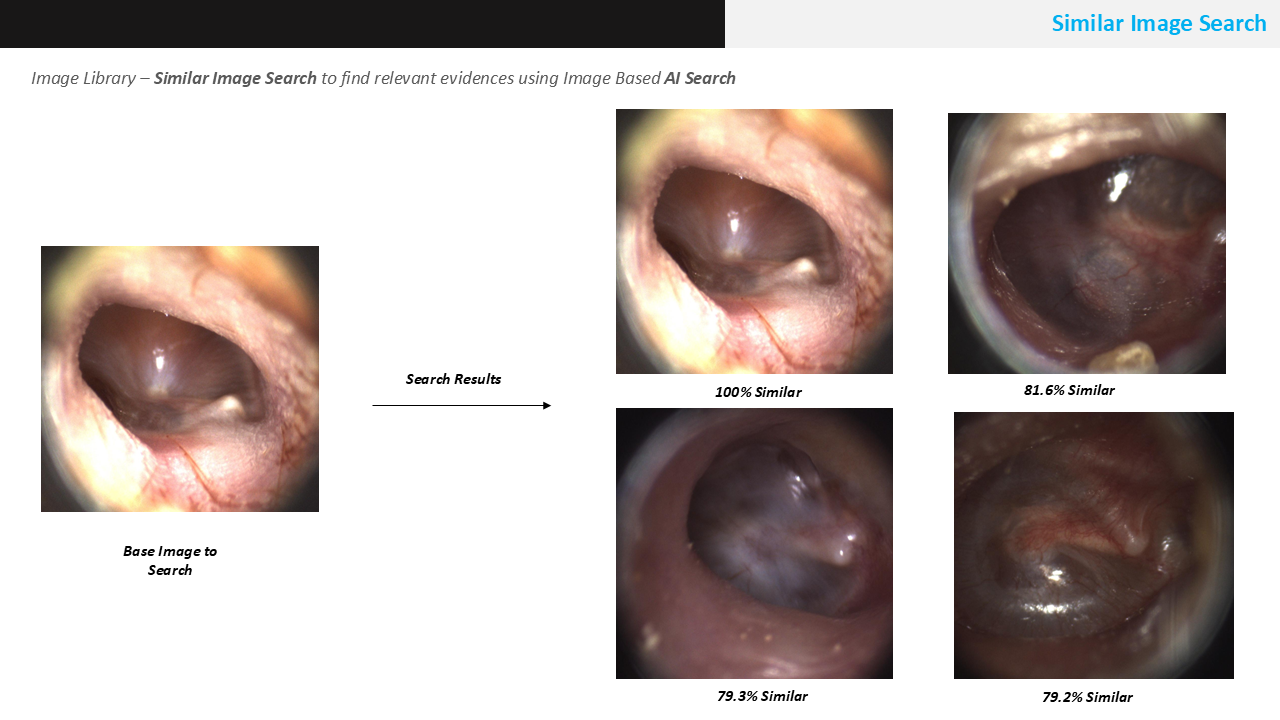 Similar Image Search
Image Library – Similar Image Search to find relevant evidences using Image Based AI Search
Search Results
Base Image to
Search
100% Similar
81.6% Similar
79.3% Similar
79.2% Similar